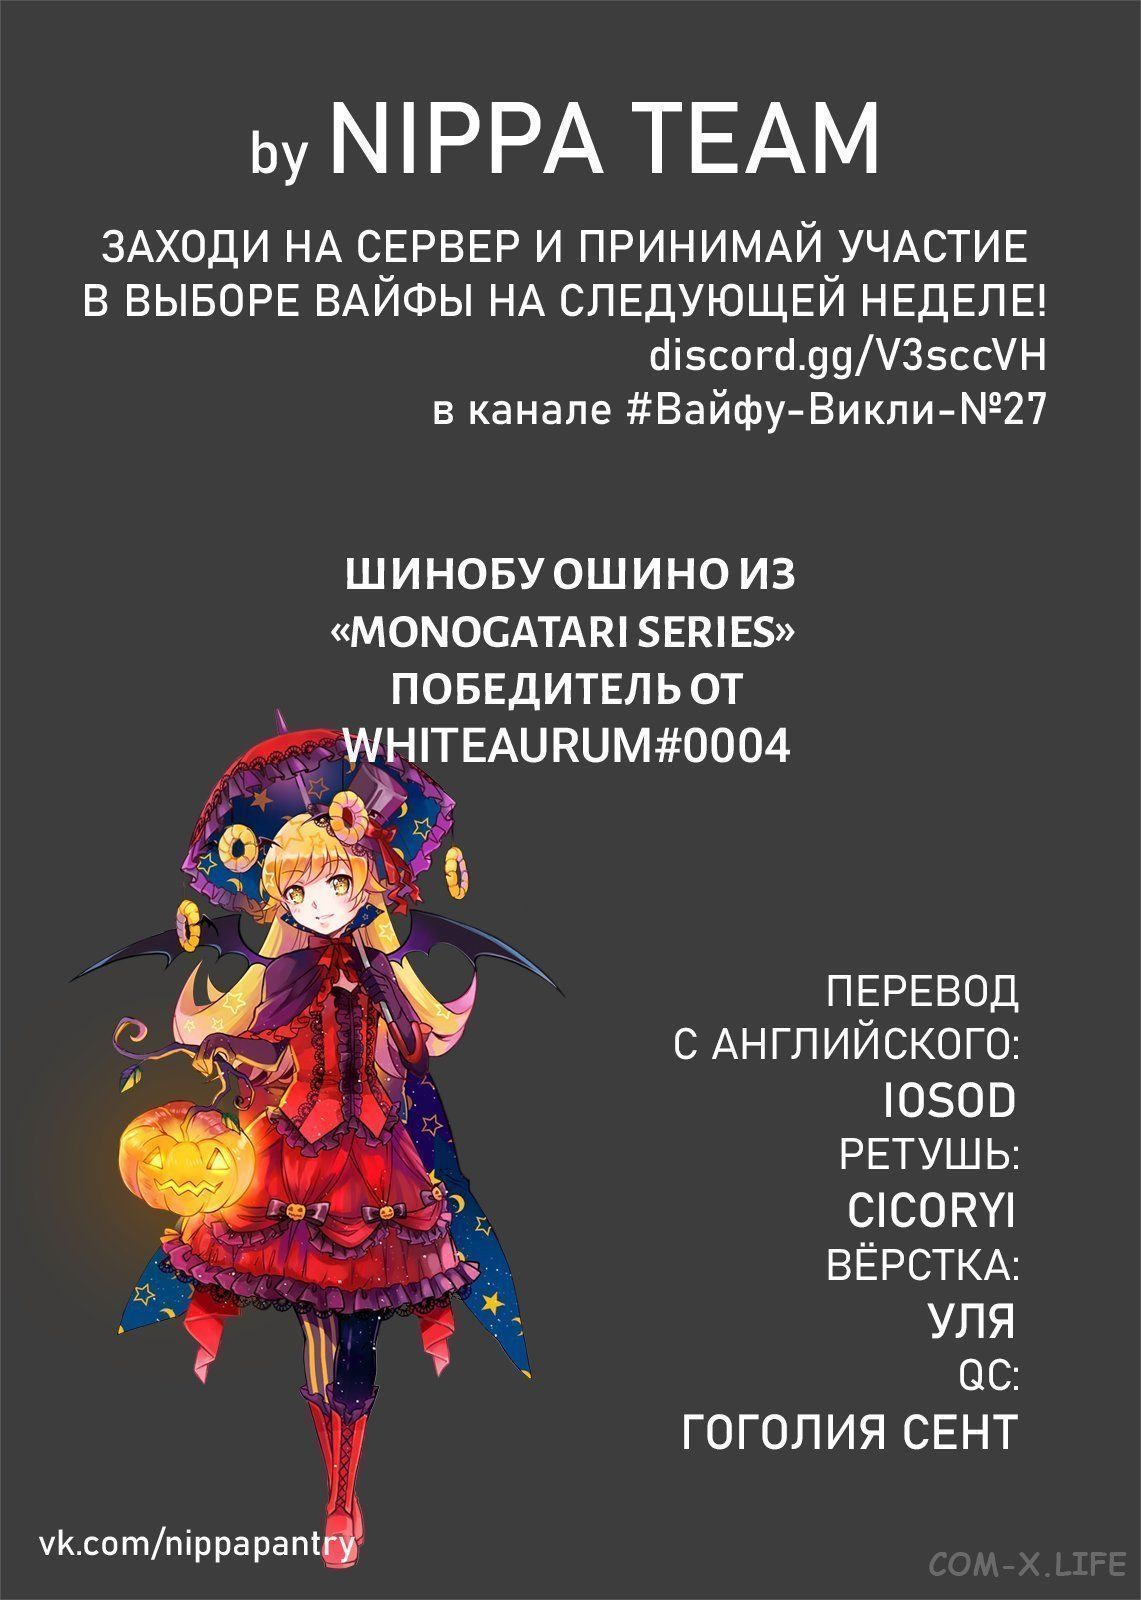 by NIPPA TEAM
ЗАХОДИ НА СЕРВЕР И ПРИНИМАЙ УЧАСТИЕ
В ВЫБОРЕ ВАЙФЫ НА СЛЕДУЮЩЕЙ НЕДЕЛЕ!
discord.gg/V3sccVH
в канале #Вайфу-Викли-№27
ШИНОБУ ОШИНО ИЗ
«MONOGATARI SERIES»
ПОБЕДИТЕЛЬ ОТ
WHITEAURUM#0004
ПЕРЕВОД
С АНГЛИЙСКОГО:
IOSOD
РЕТУШЬ:
CICORYI
ВЁРСТКА:
УЛЯ
QC:
ГОГОЛИЯ СЕНТ
vk.com/nippapantry
COM-X.LIFE